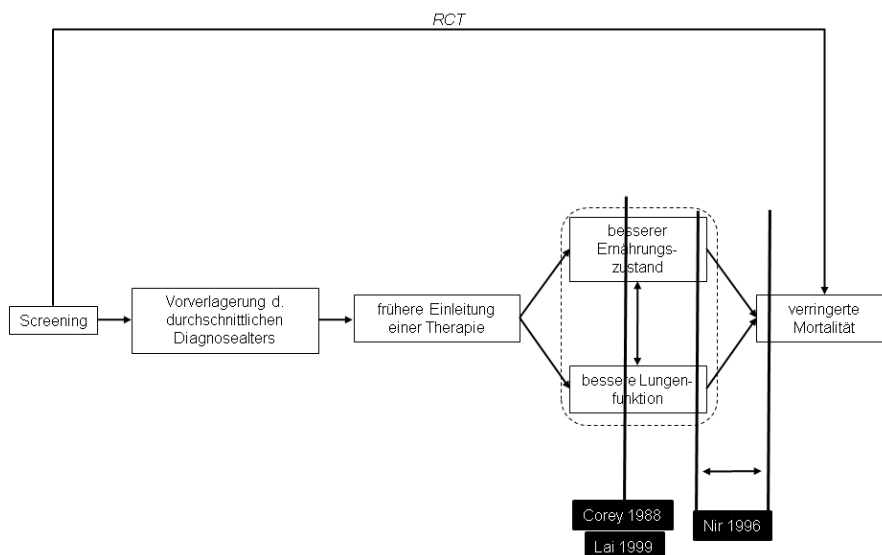 RCT
besserer
Ernährungs-
zustand
Screening
Vorverlagerung d.
durchschnittlichen
Diagnosealters
frühere Einleitung
einer Therapie
verringerte
Mortalität
bessere Lungen-
funktion
Corey 1988
Lai 1999
Nir 1996